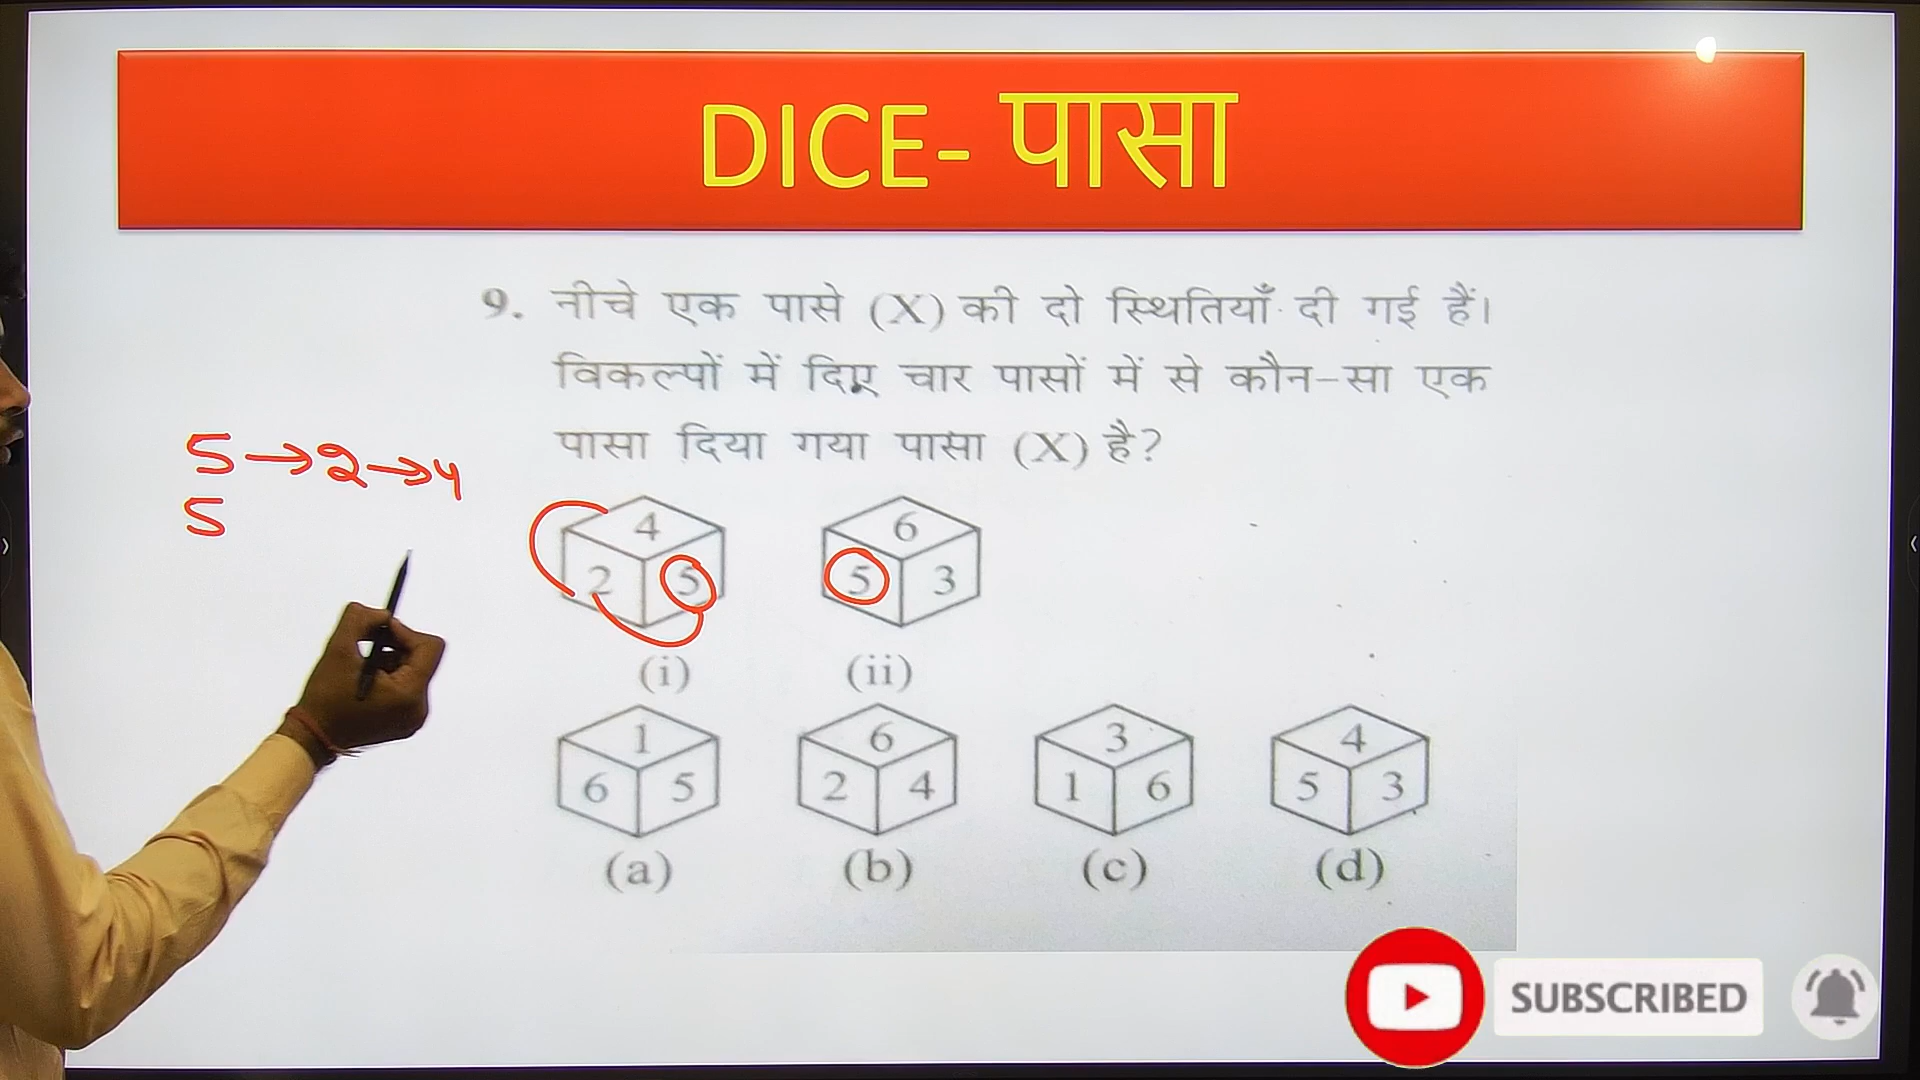 DICE- पासा
9. नीचे एक पासे (X) की दो स्थितियाँ दी गई हैं।
विकल्पों में दिए चार पासों में से कौन-सा एक
पासा दिया गया पासा (X) है?
5→2→4
5
4
2 5
6
5 3
(i) (ii)
1
6 5
6
2 4
3
1 6
4
5 3
(a) (b) (c) (d)
SUBSCRIBED